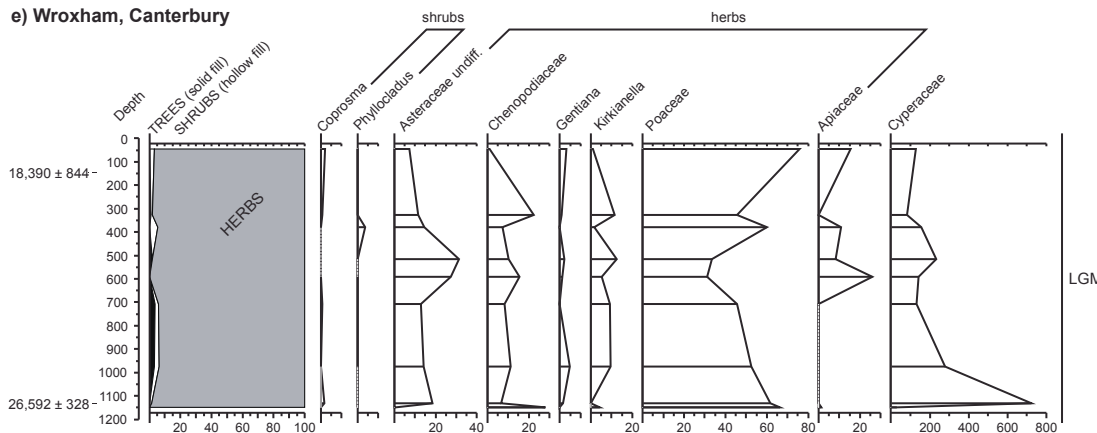 e) Wroxham, Canterbury
shrubs
herbs
Depth
TREES (solid fill)
SHRUBS (hollow fill)
Coprosma
Phyllocladus
Asteraceae undiff.
Chenopodiaceae
Gentiana
Kirkianella
Poaceae
Apiaceae
Cyperaceae
0
100
18,390 ± 844
200
300
400
500
600
700
800
900
1000
1100
26,592 ± 328
1200
HERBS
LGM
20 40 60 80 100
20 40
20
20
20 40 60 80
20
200 400 600 800